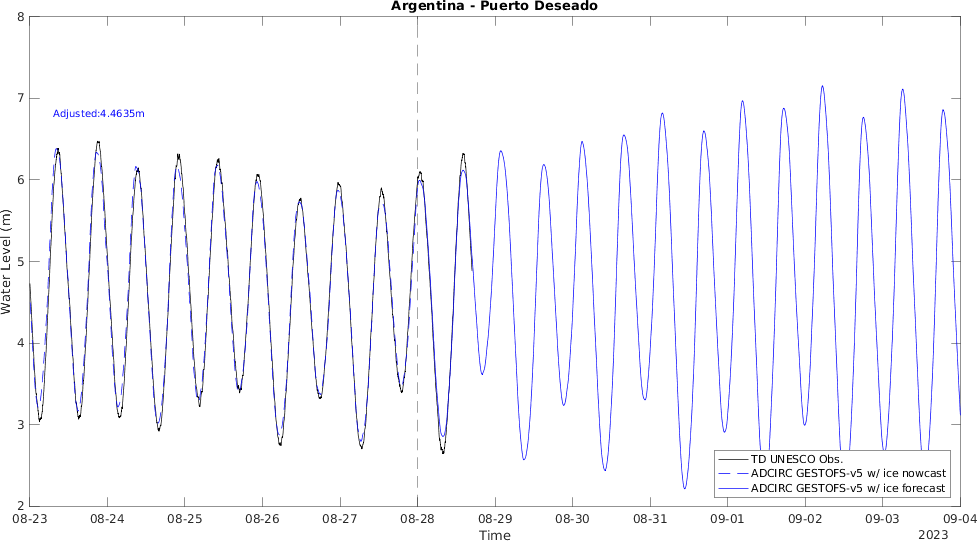 Argentina - Puerto Deseado
8
7
6
5
4
3
2
Water Level (m)
Adjusted:4.4635m
TD UNESCO Obs.
ADCIRC GESTOFS-v5 w/ ice nowcast
ADCIRC GESTOFS-v5 w/ ice forecast
08-23 08-24 08-25 08-26 08-27 08-28 08-29 08-30 08-31 09-01 09-02 09-03 09-04
Time
2023